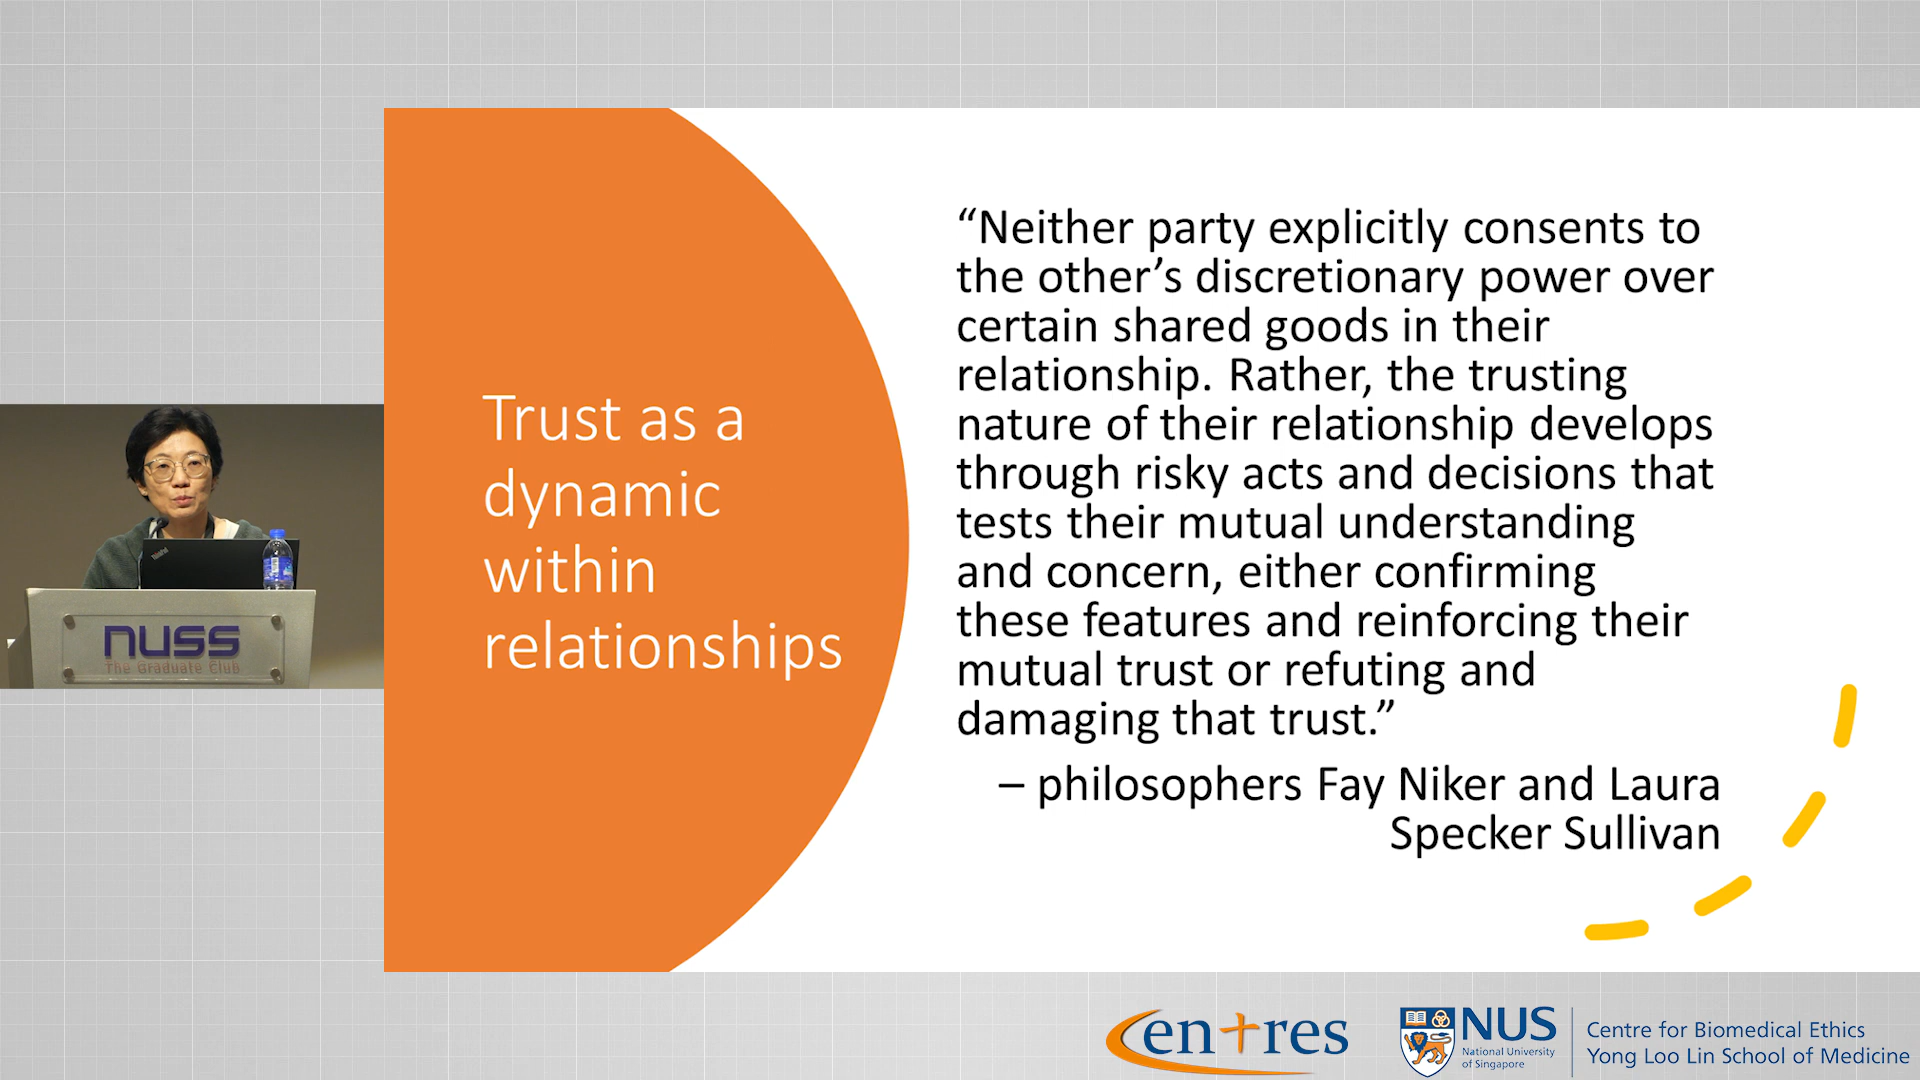 Trust as a
dynamic
within
relationships
“Neither party explicitly consents to
the other’s discretionary power over
certain shared goods in their
relationship. Rather, the trusting
nature of their relationship develops
through risky acts and decisions that
tests their mutual understanding
and concern, either confirming
these features and reinforcing their
mutual trust or refuting and
damaging that trust.”
– philosophers Fay Niker and Laura
Specker Sullivan
ThinkPad
NUSS
The Graduate Club
Centres
NUS
National University
of Singapore
Centre for Biomedical Ethics
Yong Loo Lin School of Medicine